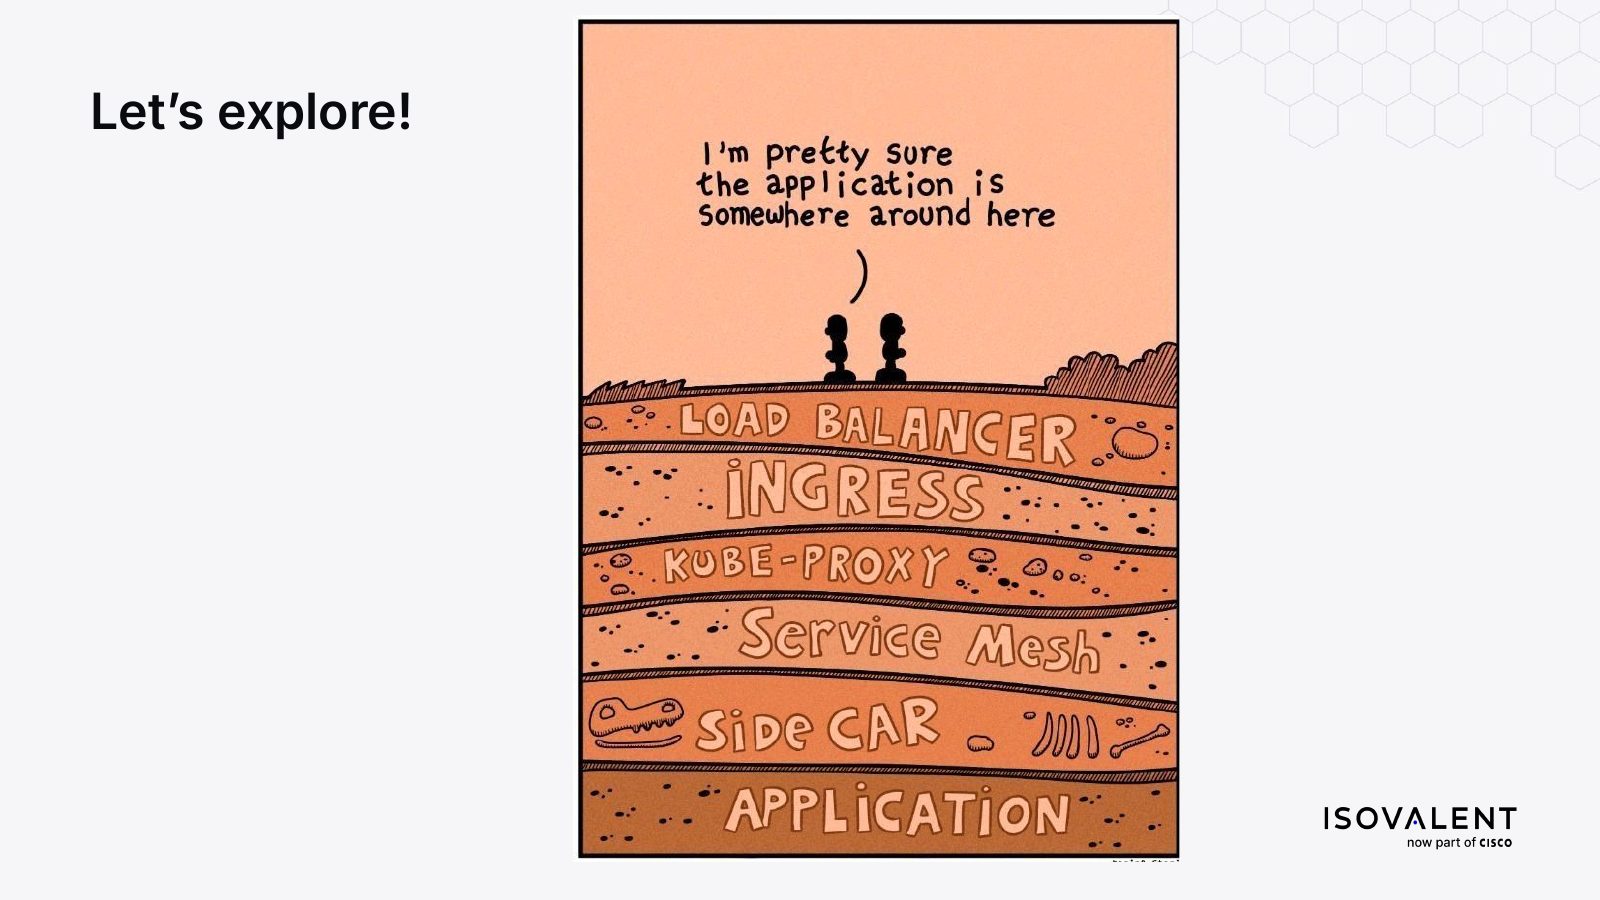 Let’s explore!
I'm pretty sure
the application is
somewhere around here
LOAD BALANCER
iNGRESS
KUBE-PROXY
Service Mesh
SiDe CAR
APPLiCATiON
ISOVALENT
now part of CISCO